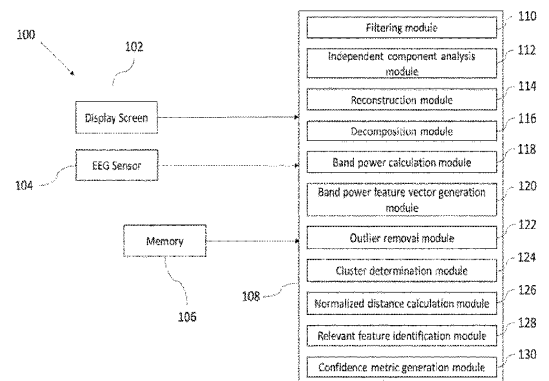 100
102
Display Screen
EEG Sensor
104
Memory
106
108
Filtering module
110
Independent component analysis
module
112
Reconstruction module
114
Decomposition module
116
Band power calculation module
118
Band power feature vector generation
module
120
Outlier removal module
122
Cluster determination module
124
Normalized distance calculation module
126
Relevant feature identification module
128
Confidence metric generation module
130